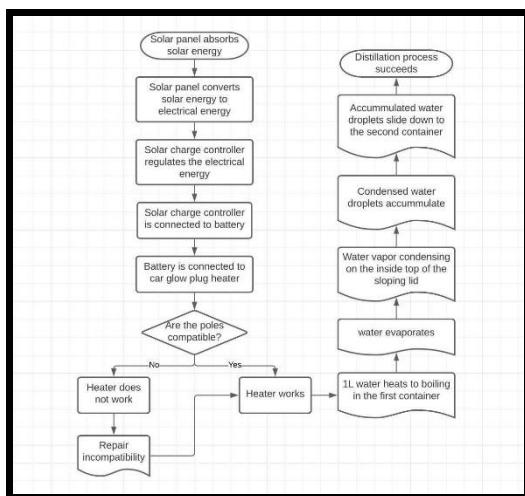 Solar panel absorbs
solar energy
Solar panel converts
solar energy to
electrical energy
Solar charge controller
regulates the electrical
energy
Solar charge controller
is connected to battery
Battery is connected to
car glow plug heater
Are the poles
compatible?
No
Yes
Heater does
not work
Repair
incompatibility
Heater works
1L water heats to boiling
in the first container
water evaporates
Water vapor condensing
on the inside top of the
sloping lid
Condensed water
droplets accumulate
Accummulated water
droplets slide down to
the second container
Distillation process
succeeds